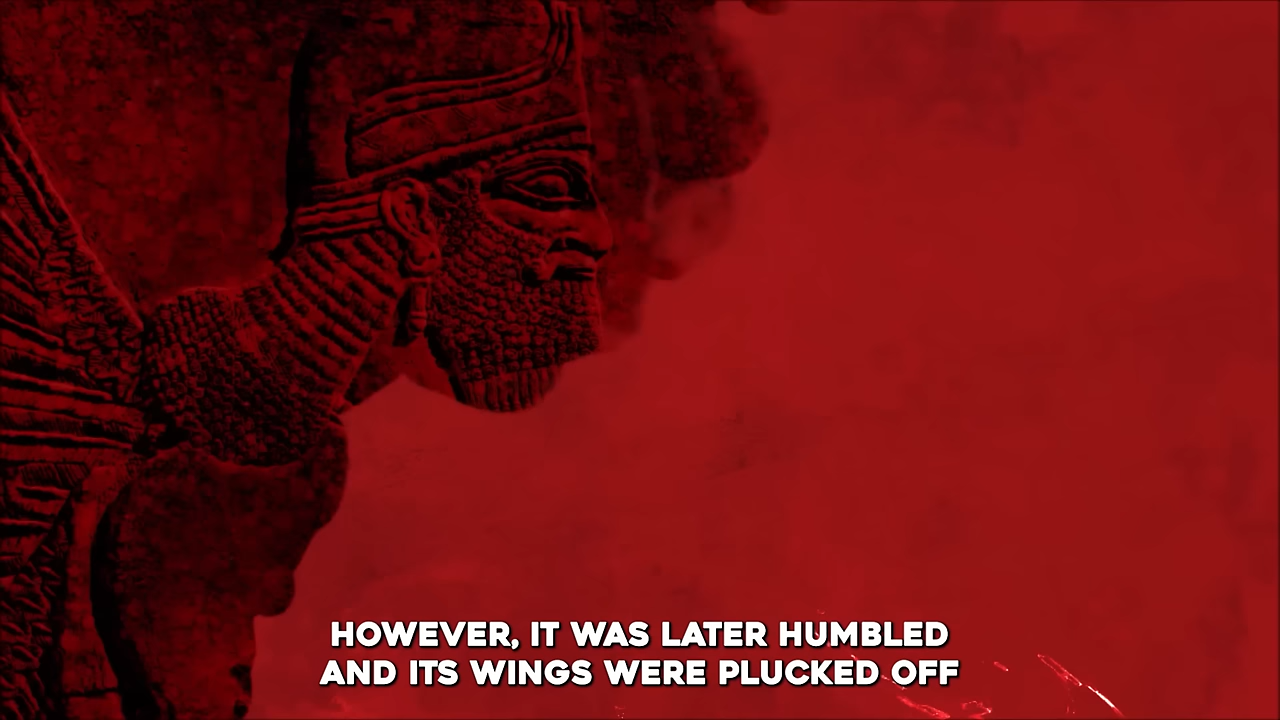 HOWEVER, IT WAS LATER HUMBLED
AND ITS WINGS WERE PLUCKED OFF